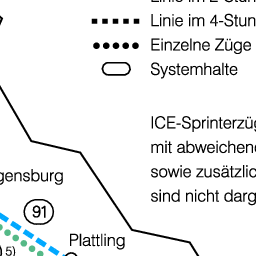 Linie im 4-Stun
Einzelne Züge
Systemhalte
ICE-Sprinterzüg
mit abweichend
sowie zusätzlic
sind nicht darg
gensburg
91
Plattling
5)